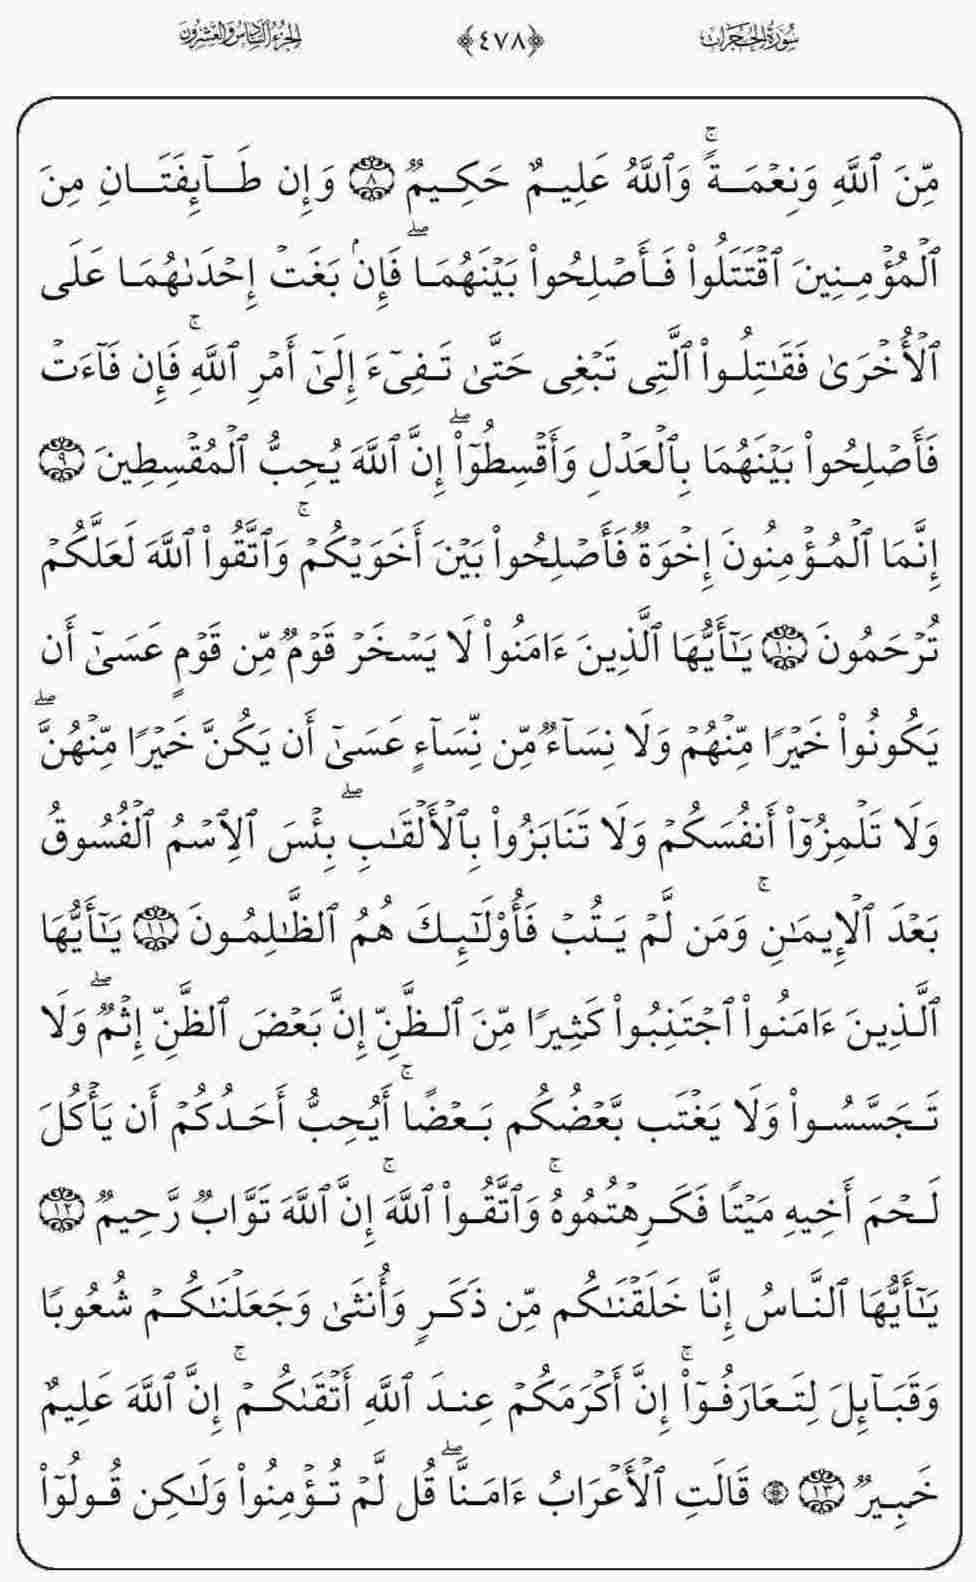 سُورَةُ الحُجُرَات ﴿٤٧٨﴾ الجُزْءُ السَّادِسُ وَالْعِشْرُونَ
مِّنَ ٱللَّهِ وَنِعۡمَةٗۚ وَٱللَّهُ عَلِيمٌ حَكِيمٞ ٨ وَإِن طَآئِفَتَانِ مِنَ
ٱلۡمُؤۡمِنِينَ ٱقۡتَتَلُواْ فَأَصۡلِحُواْ بَيۡنَهُمَاۖ فَإِنۢ بَغَتۡ إِحۡدَىٰهُمَا عَلَى
ٱلۡأُخۡرَىٰ فَقَٰتِلُواْ ٱلَّتِي تَبۡغِي حَتَّىٰ تَفِيٓءَ إِلَىٰٓ أَمۡرِ ٱللَّهِۚ فَإِن فَآءَتۡ
فَأَصۡلِحُواْ بَيۡنَهُمَا بِٱلۡعَدۡلِ وَأَقۡسِطُوٓاْۖ إِنَّ ٱللَّهَ يُحِبُّ ٱلۡمُقۡسِطِينَ ٩
إِنَّمَا ٱلۡمُؤۡمِنُونَ إِخۡوَةٞ فَأَصۡلِحُواْ بَيۡنَ أَخَوَيۡكُمۡۚ وَٱتَّقُواْ ٱللَّهَ لَعَلَّكُمۡ
تُرۡحَمُونَ ١٠ يَٰٓأَيُّهَا ٱلَّذِينَ ءَامَنُواْ لَا يَسۡخَرۡ قَوۡمٞ مِّن قَوۡمٍ عَسَىٰٓ أَن
يَكُونُواْ خَيۡرٗا مِّنۡهُمۡ وَلَا نِسَآءٞ مِّن نِّسَآءٍ عَسَىٰٓ أَن يَكُنَّ خَيۡرٗا مِّنۡهُنَّۖ
وَلَا تَلۡمِزُوٓاْ أَنفُسَكُمۡ وَلَا تَنَابَزُواْ بِٱلۡأَلۡقَٰبِۖ بِئۡسَ ٱلِٱسۡمُ ٱلۡفُسُوقُ
بَعۡدَ ٱلۡإِيمَٰنِۚ وَمَن لَّمۡ يَتُبۡ فَأُوْلَٰٓئِكَ هُمُ ٱلظَّٰلِمُونَ ١١ يَٰٓأَيُّهَا
ٱلَّذِينَ ءَامَنُواْ ٱجۡتَنِبُواْ كَثِيرٗا مِّنَ ٱلظَّنِّ إِنَّ بَعۡضَ ٱلظَّنِّ إِثۡمٞۖ وَلَا
تَجَسَّسُواْ وَلَا يَغۡتَب بَّعۡضُكُم بَعۡضًاۚ أَيُحِبُّ أَحَدُكُمۡ أَن يَأۡكُلَ
لَحۡمَ أَخِيهِ مَيۡتٗا فَكَرِهۡتُمُوهُۚ وَٱتَّقُواْ ٱللَّهَۚ إِنَّ ٱللَّهَ تَوَّابٞ رَّحِيمٞ ١٢
يَٰٓأَيُّهَا ٱلنَّاسُ إِنَّا خَلَقۡنَٰكُم مِّن ذَكَرٖ وَأُنثَىٰ وَجَعَلۡنَٰكُمۡ شُعُوبٗا
وَقَبَآئِلَ لِتَعَارَفُوٓاْۚ إِنَّ أَكۡرَمَكُمۡ عِندَ ٱللَّهِ أَتۡقَىٰكُمۡۚ إِنَّ ٱللَّهَ عَلِيمٌ
خَبِيرٞ ١٣ ۞ قَالَتِ ٱلۡأَعۡرَابُ ءَامَنَّاۖ قُل لَّمۡ تُؤۡمِنُواْ وَلَٰكِن قُولُوٓاْ